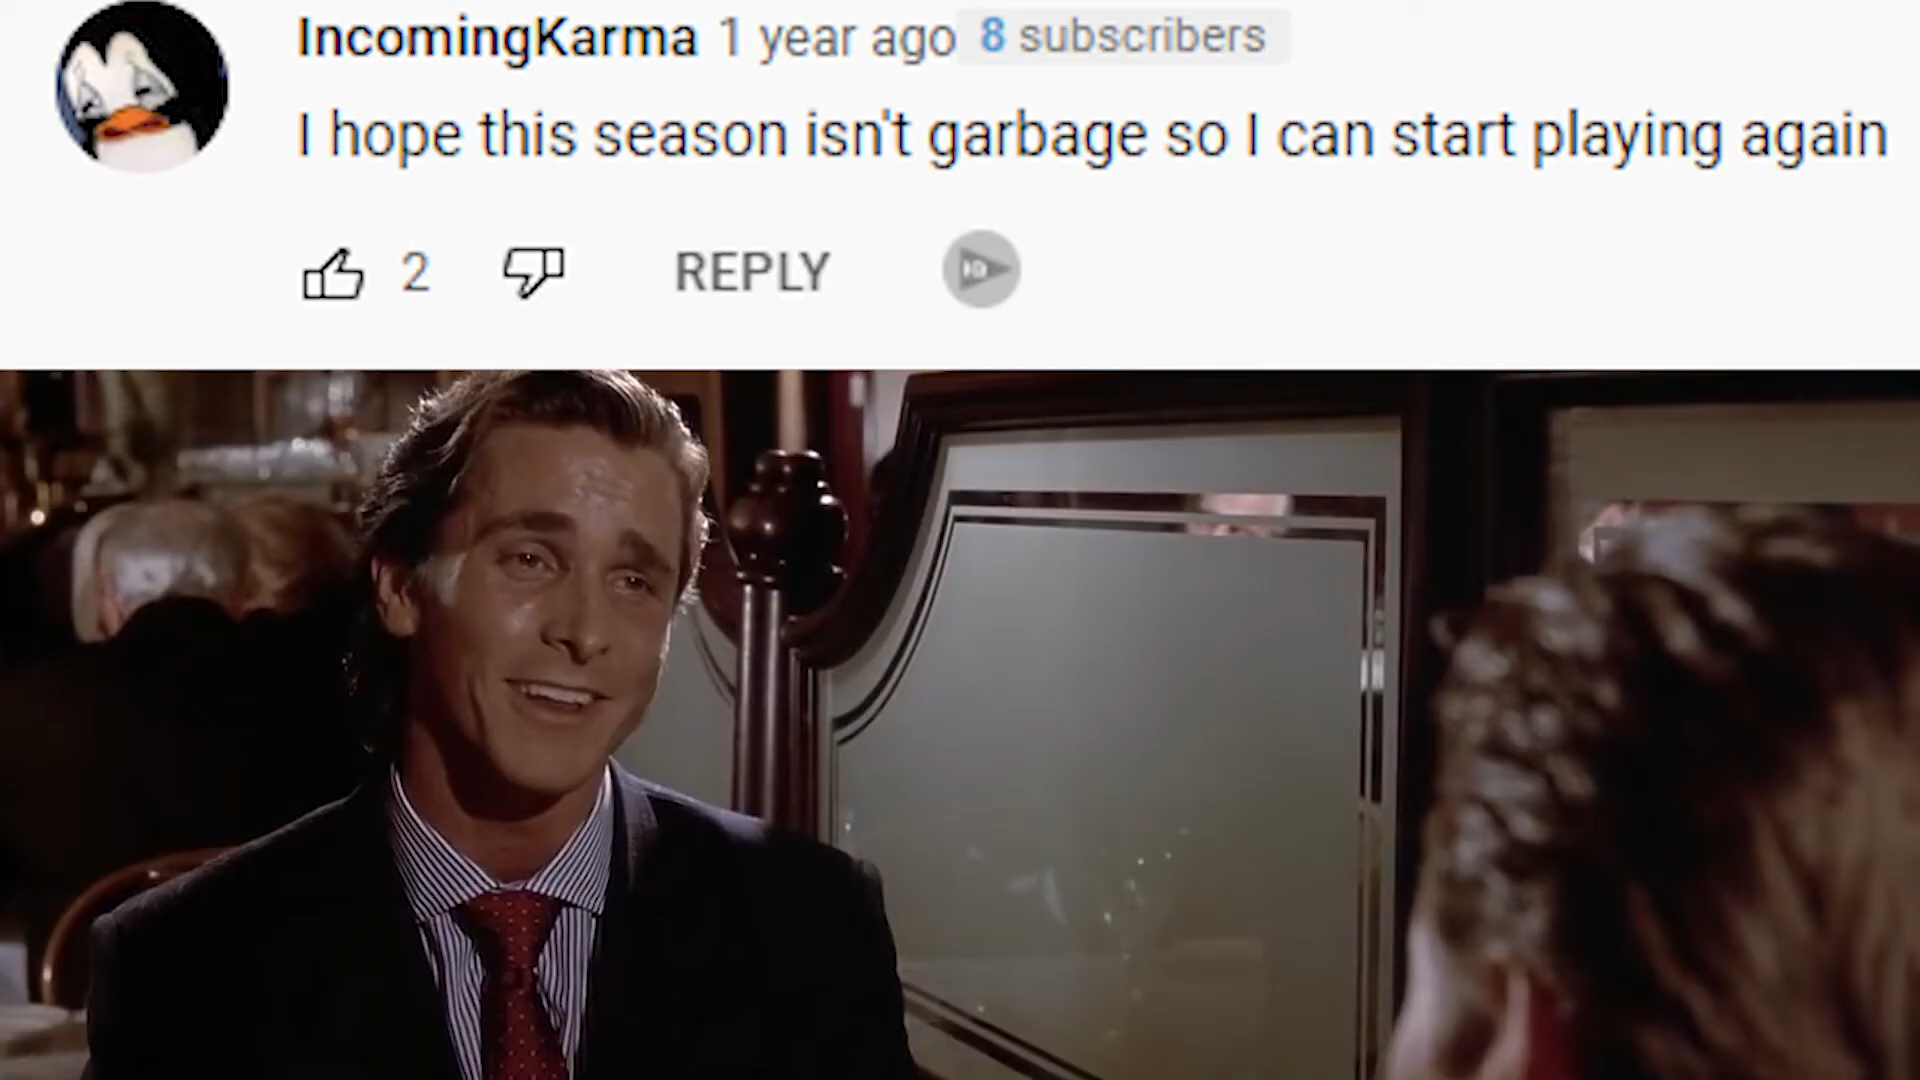 IncomingKarma 1 year ago 8 subscribers
I hope this season isn't garbage so I can start playing again
2 REPLY